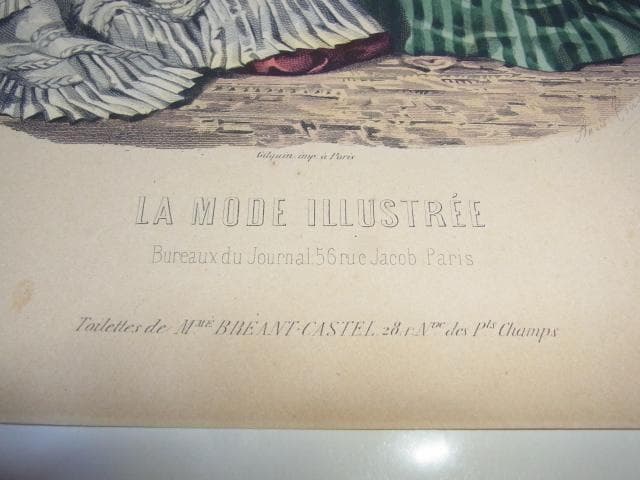 Gilquin imp. à Paris
LA MODE ILLUSTRÉE
Bureaux du Journal. 56 rue Jacob Paris
Toilettes de Mme BRÉANT-CASTEL, 28, r. Nve des Pts Champs